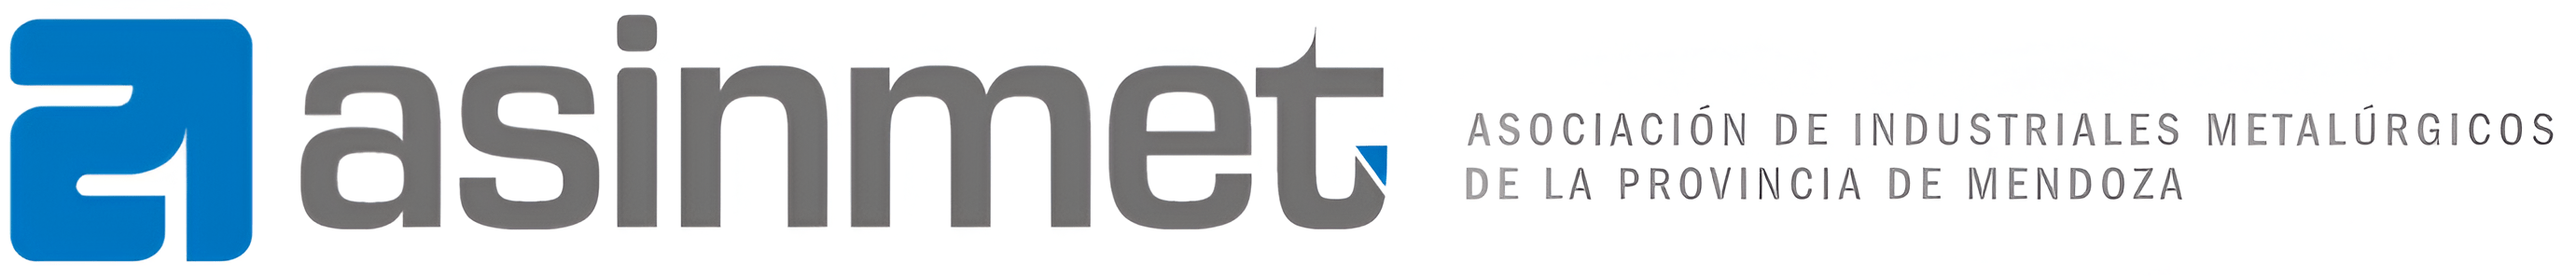 asinmet
ASOCIACIÓN DE INDUSTRIALES METALÚRGICOS
DE LA PROVINCIA DE MENDOZA